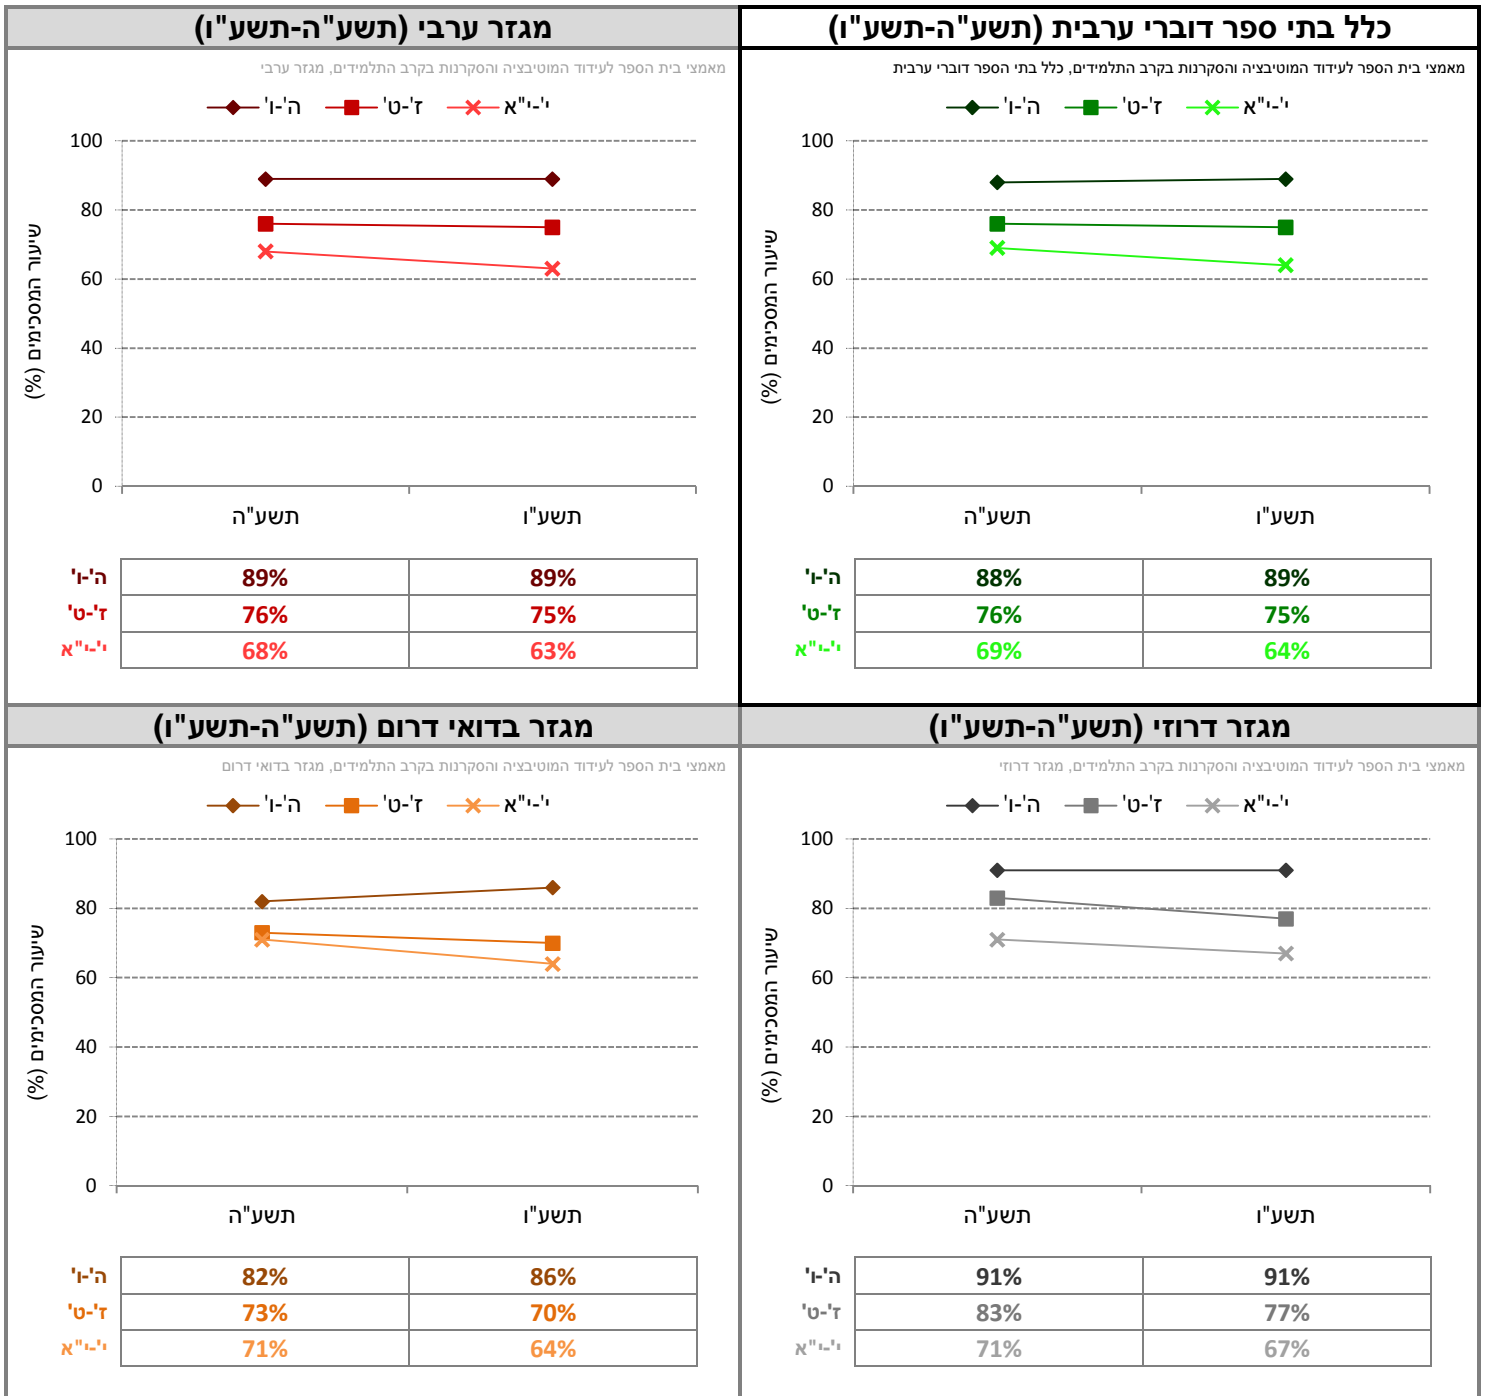 כלל בתי ספר דוברי ערבית (תשע"ה-תשע"ו)
מאמצי בית הספר לעידוד המוטיבציה והסקרנות בקרב התלמידים, כלל בתי הספר דוברי ערבית
ה'-ו' ז'-ט' י'-י"א
שיעור המסכימים (%)
100
80
60
40
20
0
תשע"ה תשע"ו
ה'-ו' 88% 89%
ז'-ט' 76% 75%
י'-י"א 69% 64%
מגזר ערבי (תשע"ה-תשע"ו)
מאמצי בית הספר לעידוד המוטיבציה והסקרנות בקרב התלמידים, מגזר ערבי
ה'-ו' ז'-ט' י'-י"א
שיעור המסכימים (%)
100
80
60
40
20
0
תשע"ה תשע"ו
ה'-ו' 89% 89%
ז'-ט' 76% 75%
י'-י"א 68% 63%
מגזר דרוזי (תשע"ה-תשע"ו)
מאמצי בית הספר לעידוד המוטיבציה והסקרנות בקרב התלמידים, מגזר דרוזי
ה'-ו' ז'-ט' י'-י"א
שיעור המסכימים (%)
100
80
60
40
20
0
תשע"ה תשע"ו
ה'-ו' 91% 91%
ז'-ט' 83% 77%
י'-י"א 71% 67%
מגזר בדואי דרום (תשע"ה-תשע"ו)
מאמצי בית הספר לעידוד המוטיבציה והסקרנות בקרב התלמידים, מגזר בדואי דרום
ה'-ו' ז'-ט' י'-י"א
שיעור המסכימים (%)
100
80
60
40
20
0
תשע"ה תשע"ו
ה'-ו' 82% 86%
ז'-ט' 73% 70%
י'-י"א 71% 64%